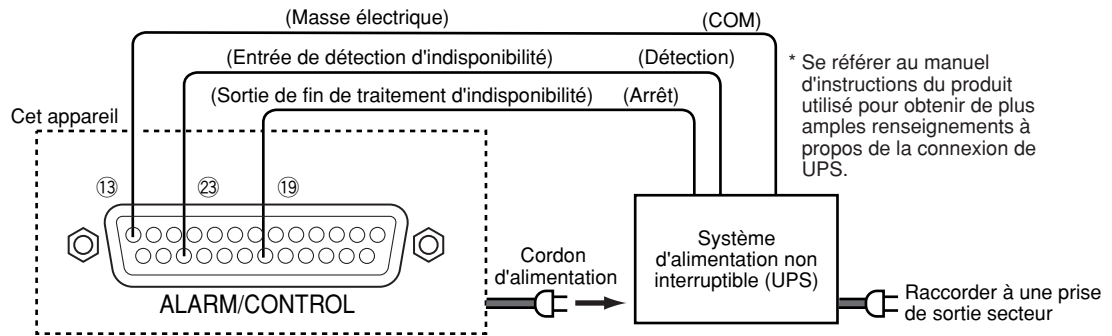 (Masse électrique)
(COM)
(Entrée de détection d'indisponibilité)
(Détection)
(Sortie de fin de traitement d'indisponibilité)
(Arrêt)
* Se référer au manuel
d'instructions du produit
utilisé pour obtenir de plus
amples renseignements à
propos de la connexion de
UPS.
Cet appareil
⑬
㉓
⑲
ALARM/CONTROL
Cordon
d'alimentation
Système
d'alimentation non
interruptible (UPS)
Raccorder à une prise
de sortie secteur